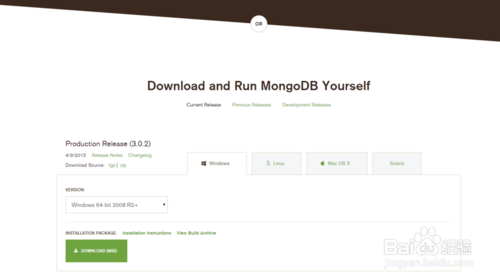 OR
Download and Run MongoDB Yourself
Current Release Previous Releases Development Releases
Production Release (3.0.2)
4/9/2015 Release Notes Changelog
Download Source: tgz | zip
Windows Linux Mac OS X Solaris
VERSION:
Windows 64-bit 2008 R2+
INSTALLATION PACKAGE: Installation Instructions View Build Archive
DOWNLOAD (MSI)
Baidu 经验
jingyan.baidu.com